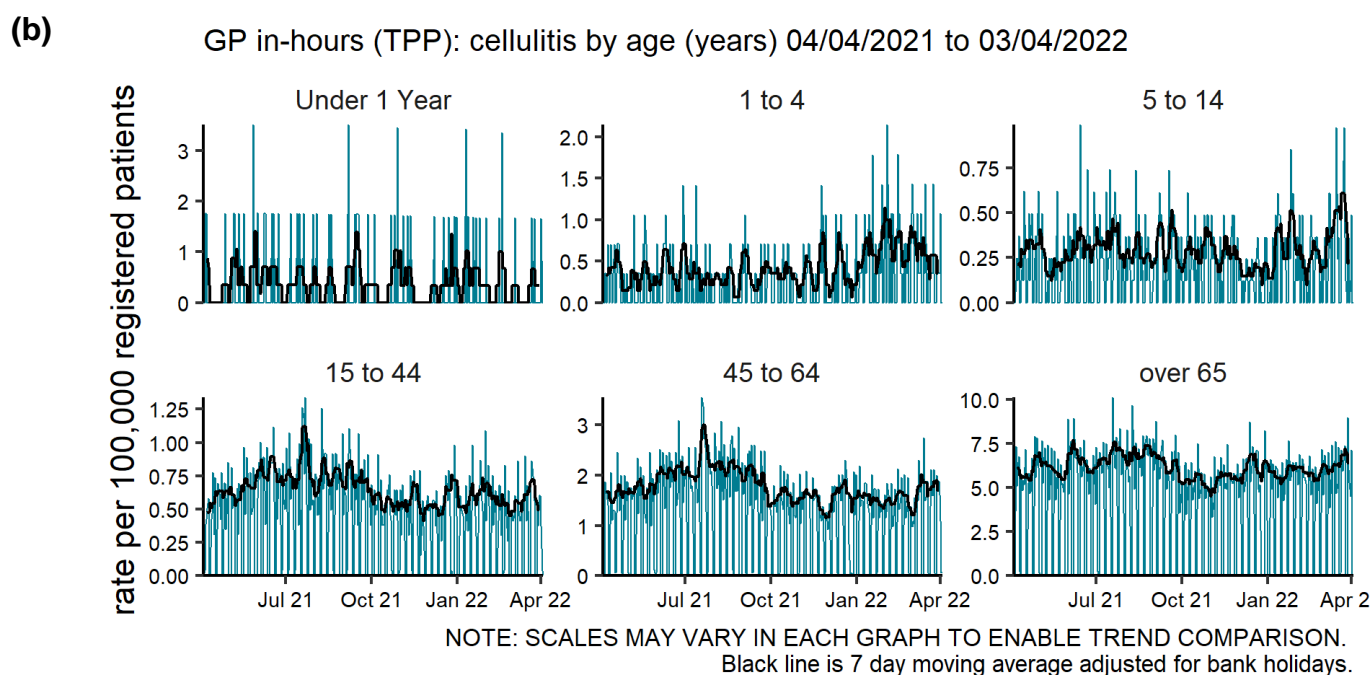 (b)
GP in-hours (TPP): cellulitis by age (years) 04/04/2021 to 03/04/2022
rate per 100,000 registered patients
Under 1 Year
3
2
1
0
1 to 4
2.0
1.5
1.0
0.5
0.0
5 to 14
0.75
0.50
0.25
0.00
15 to 44
1.25
1.00
0.75
0.50
0.25
0.00
Jul 21 Oct 21 Jan 22 Apr 22
45 to 64
3
2
1
0
Jul 21 Oct 21 Jan 22 Apr 22
over 65
10.0
7.5
5.0
2.5
0.0
Jul 21 Oct 21 Jan 22 Apr 2
NOTE: SCALES MAY VARY IN EACH GRAPH TO ENABLE TREND COMPARISON.
Black line is 7 day moving average adjusted for bank holidays.